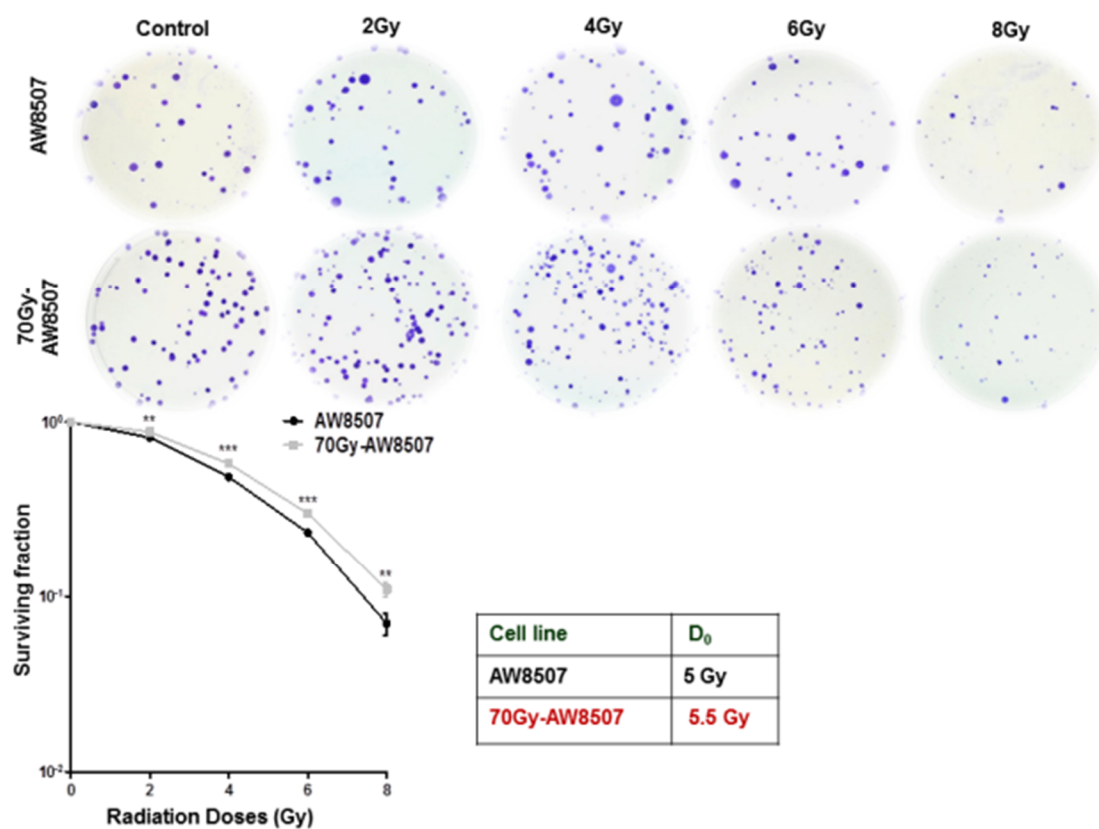 Control 2Gy 4Gy 6Gy 8Gy
AW8507
70Gy-
AW8507
AW8507
70Gy-AW8507
** *** *** **
10⁰
10⁻¹
10⁻²
Surviving fraction
0 2 4 6 8
Radiation Doses (Gy)
Cell line D₀
AW8507 5 Gy
70Gy-AW8507 5.5 Gy